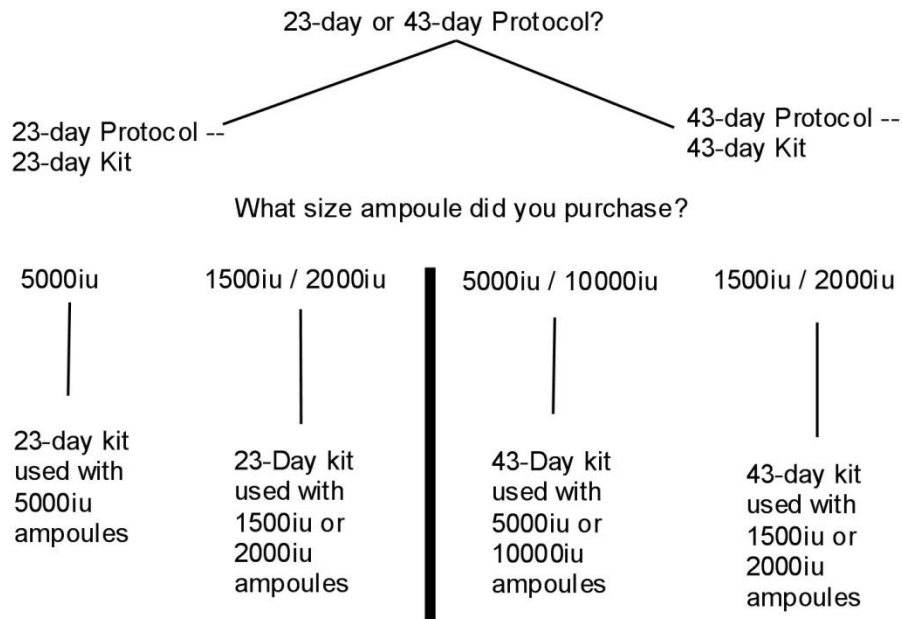 23-day or 43-day Protocol?
23-day Protocol --
23-day Kit
43-day Protocol --
43-day Kit
What size ampoule did you purchase?
5000iu
1500iu / 2000iu
5000iu / 10000iu
1500iu / 2000iu
23-day kit
used with
5000iu
ampoules
23-Day kit
used with
1500iu or
2000iu
ampoules
43-Day kit
used with
5000iu or
10000iu
ampoules
43-day kit
used with
1500iu or
2000iu
ampoules